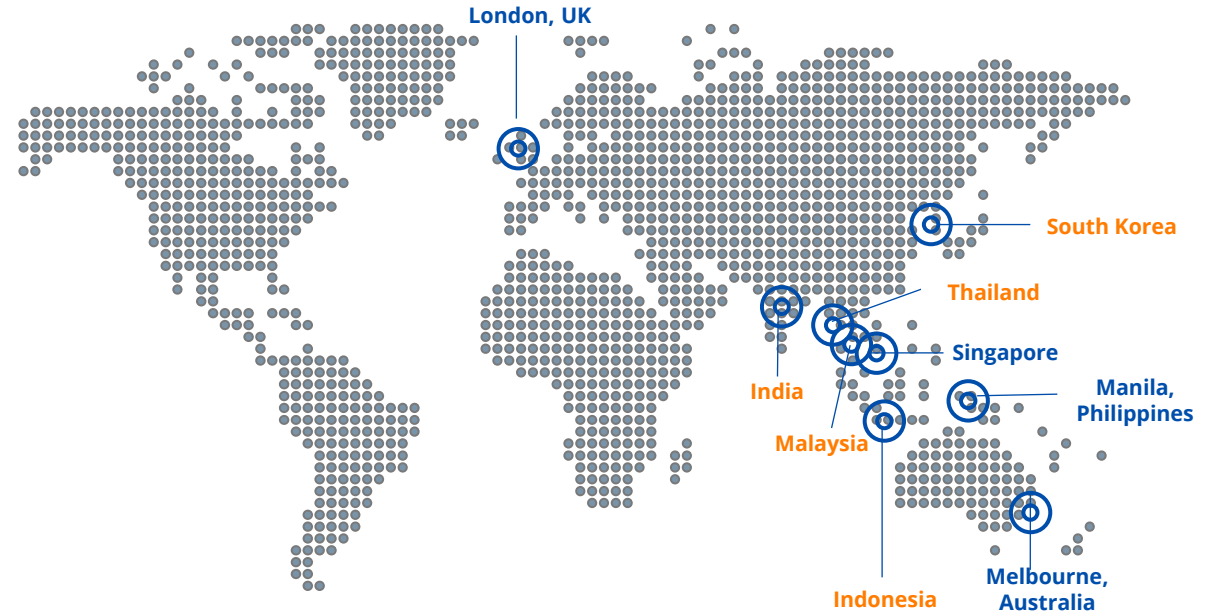 London, UK
South Korea
Thailand
Singapore
India
Manila,
Philippines
Malaysia
Melbourne,
Australia
Indonesia